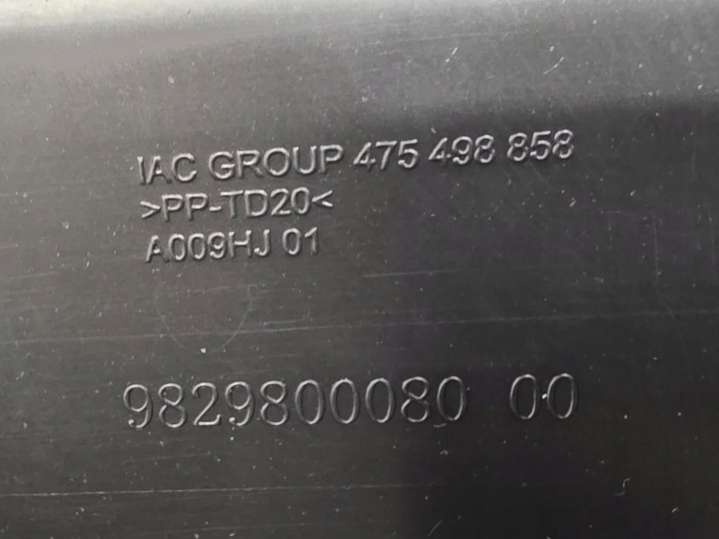 IAC GROUP 475 498 858
>PP-TD20<
A009HJ 01
9829800080 00